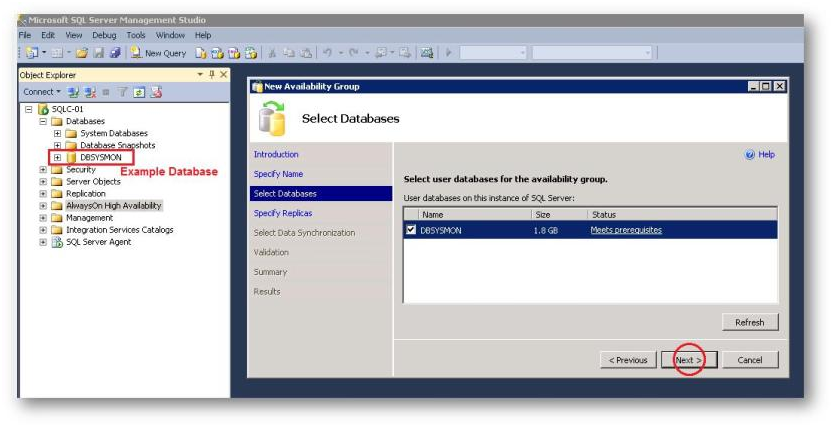 Microsoft SQL Server Management Studio
File Edit View Debug Tools Window Help
New Query
Object Explorer
Connect
SQLC-01
Databases
System Databases
Database Snapshots
DBSYSMON
Example Database
Security
Server Objects
Replication
AlwaysOn High Availability
Management
Integration Services Catalogs
SQL Server Agent
New Availability Group
Select Databases
Introduction
Specify Name
Select Databases
Specify Replicas
Select Data Synchronization
Validation
Summary
Results
Help
Select user databases for the availability group.
User databases on this instance of SQL Server:
Name Size Status
DBSYSMON 1.8 GB Meets prerequisites
Refresh
< Previous Next > Cancel